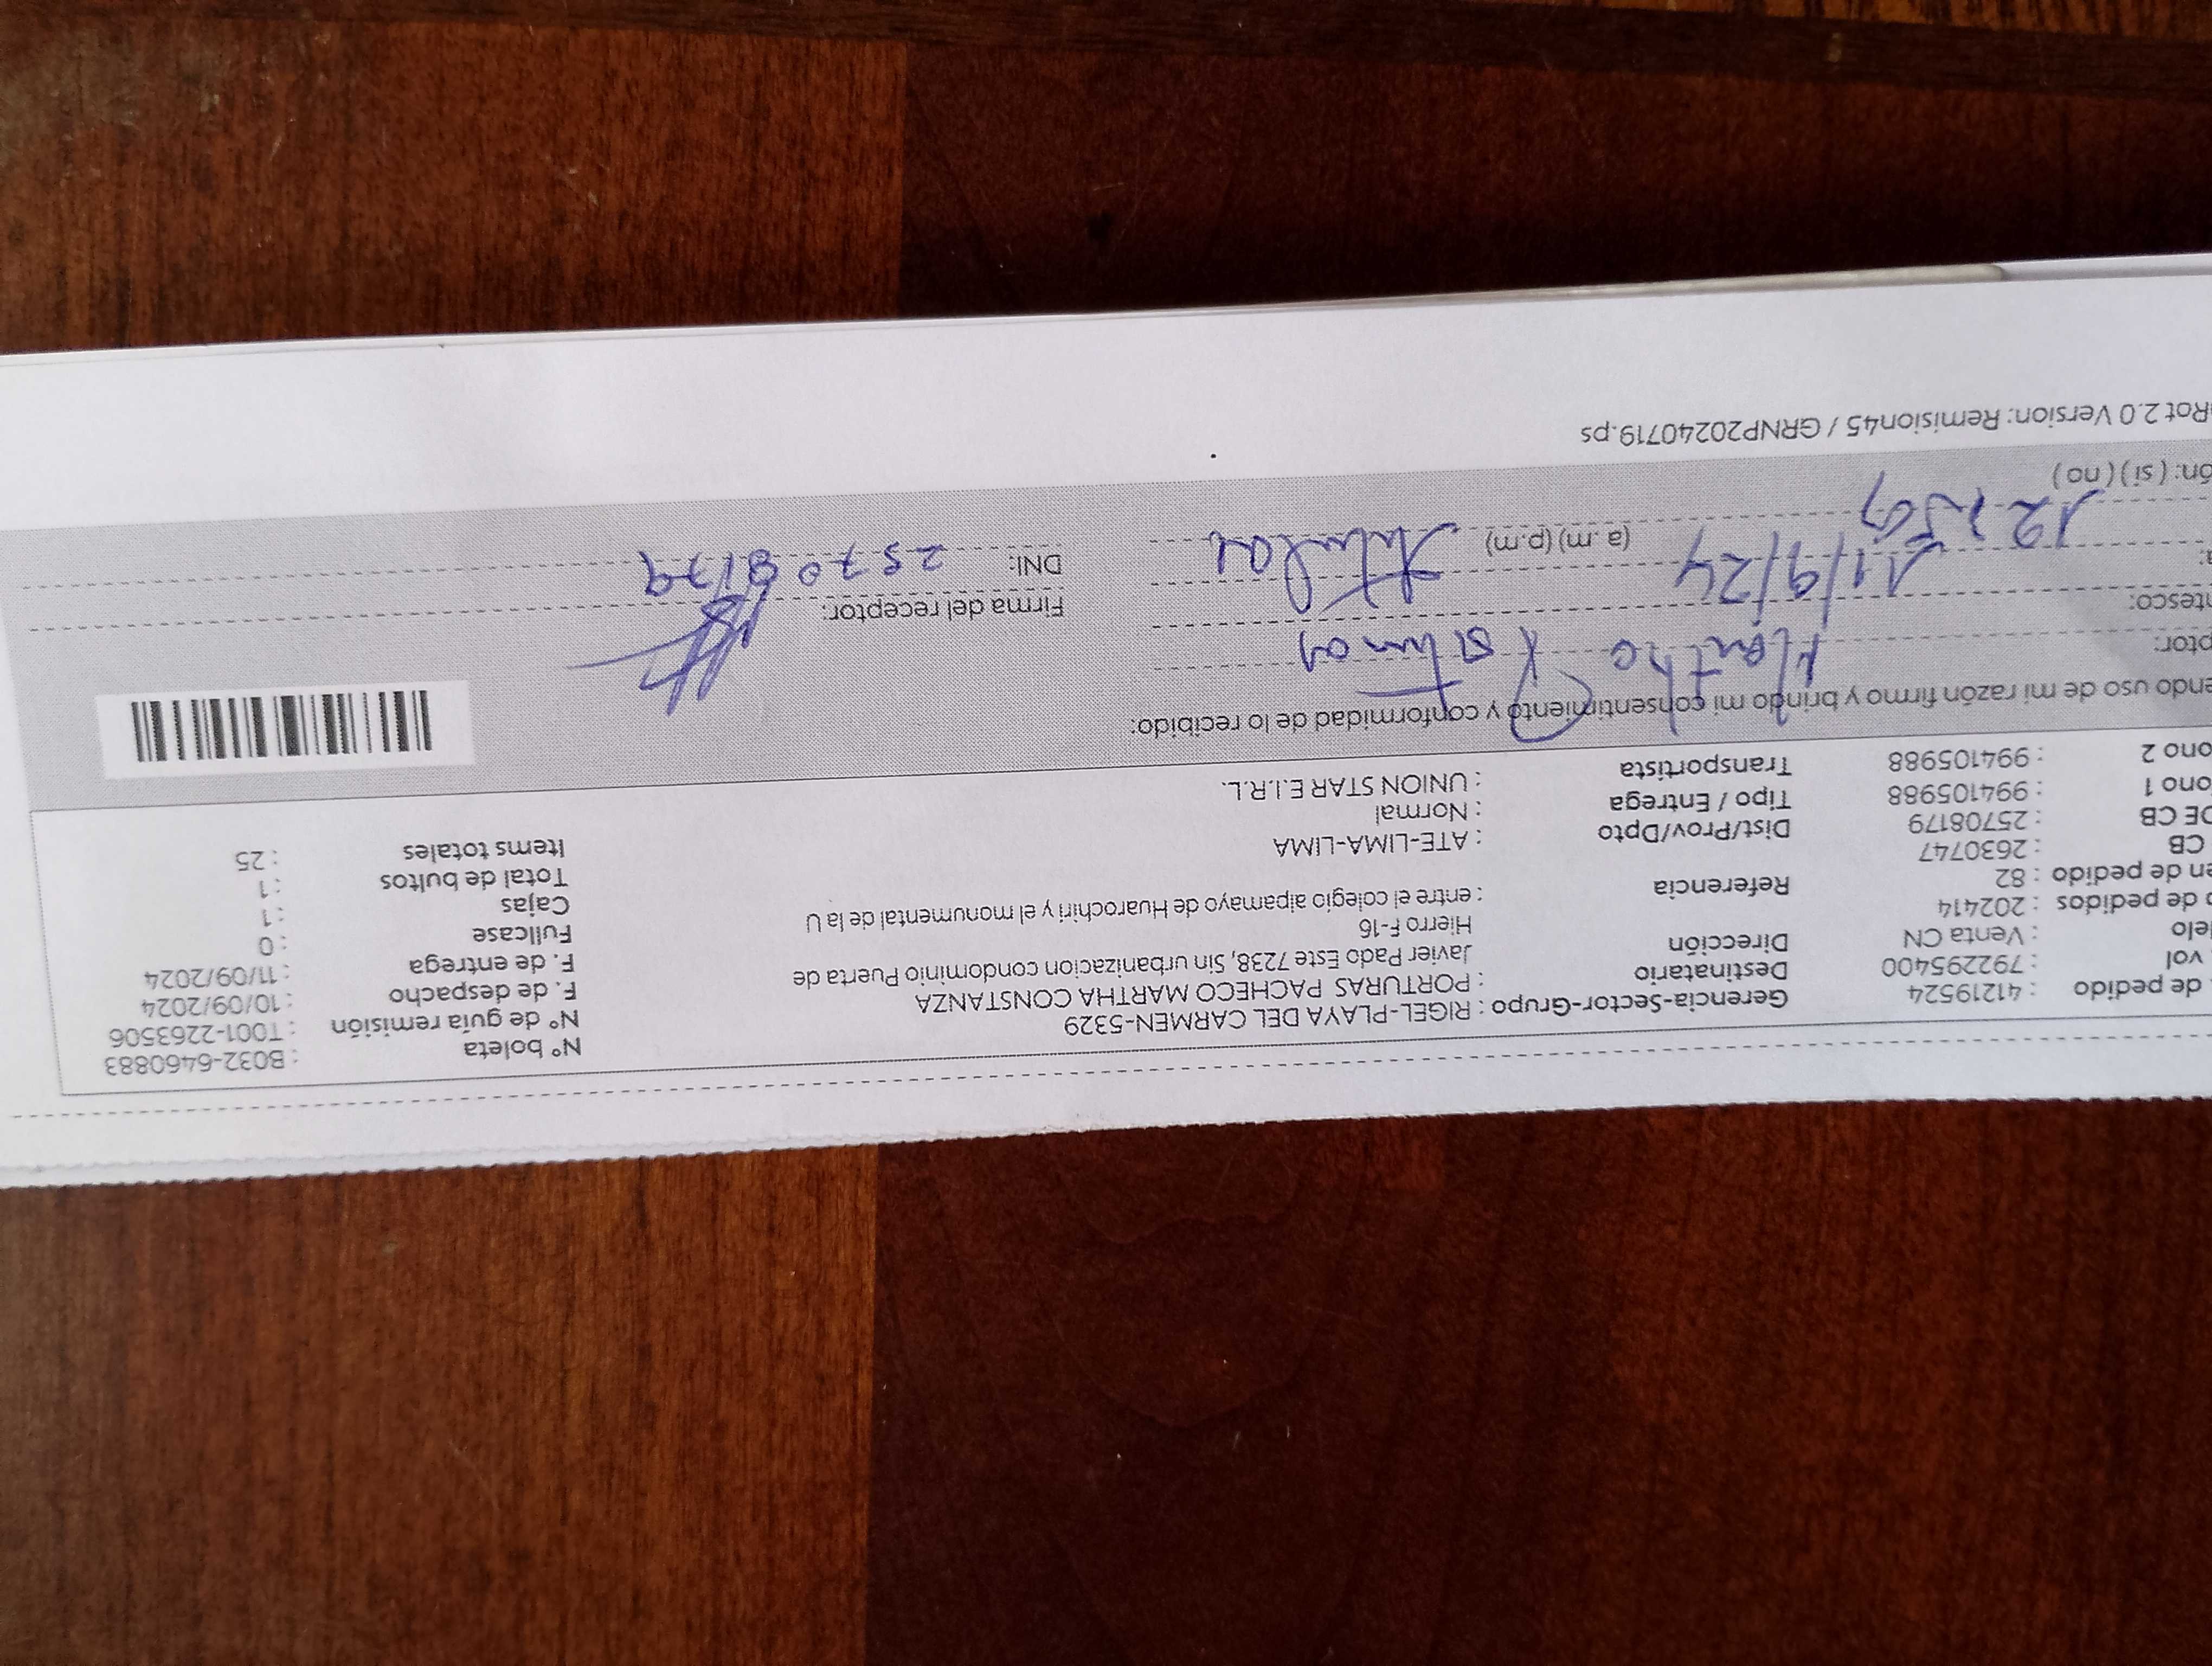 de pedido : 41219524 Gerencia-Sector-Grupo : RIGEL-PLAYA DEL CARMEN-5329 N° boleta : B032-6460883
vol : 792295400 Destinatario : PORTURAS PACHECO MARTHA CONSTANZA N° de guía remisión : T001-2263506
elo : Venta CN Dirección Javier Pado Este 7238, Sin urbanizacion condominio Puerta de F. de despacho : 10/09/2024
o de pedidos : 202414 Hierro F-16 F. de entrega : 11/09/2024
en de pedido : 82 Referencia : entre el colegio alpamayo de Huarochiri y el monumental de la U Fullcase : 0
CB : 2630747 Cajas : 1
DE CB : 25708179 Dist/Prov/Dpto : ATE-LIMA-LIMA Total de bultos : 1
ono 1 : 994105988 Tipo / Entrega : Normal Items totales : 25
ono 2 : 994105988 Transportista : UNION STAR E.I.R.L.
endo uso de mi razón firmo y brindo mi consentimiento y conformidad de lo recibido:
ptor: Martha Porturas
ntesco: Titular Firma del receptor:
a: 11/9/24 DNI: 25708179
12:56 (a.m) (p.m)
ón: ( si ) ( no )
Rot 2.0 Version: Remision45 / GRNP20240719.ps